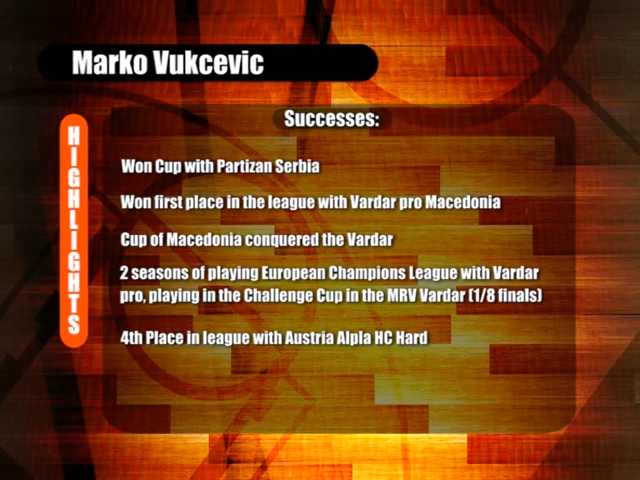 Marko Vukcevic
HIGHLIGHTS
Successes:
Won Cup with Partizan Serbia
Won first place in the league with Vardar pro Macedonia
Cup of Macedonia conquered the Vardar
2 seasons of playing European Champions League with Vardar
pro, playing in the Challenge Cup in the MRV Vardar (1/8 finals)
4th Place in league with Austria Alpla HC Hard